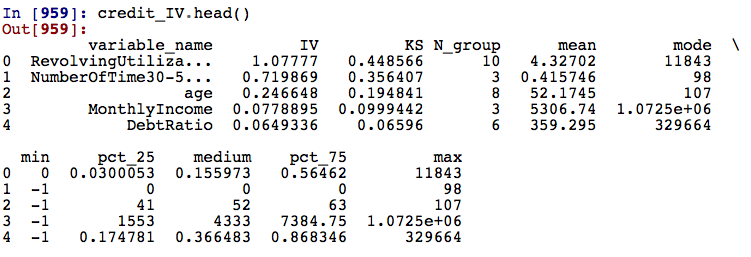 In [959]: credit_IV.head()
Out[959]:
variable_name IV KS N_group mean mode \
0 RevolvingUtiliza... 1.07777 0.448566 10 4.32702 11843
1 NumberOfTime30-5... 0.719869 0.356407 3 0.415746 98
2 age 0.246648 0.194841 8 52.1745 107
3 MonthlyIncome 0.0778895 0.0999442 3 5306.74 1.0725e+06
4 DebtRatio 0.0649336 0.06596 6 359.295 329664
min pct_25 medium pct_75 max
0 0 0.0300053 0.155973 0.56462 11843
1 -1 0 0 0 98
2 -1 41 52 63 107
3 -1 1553 4333 7384.75 1.0725e+06
4 -1 0.174781 0.366483 0.868346 329664